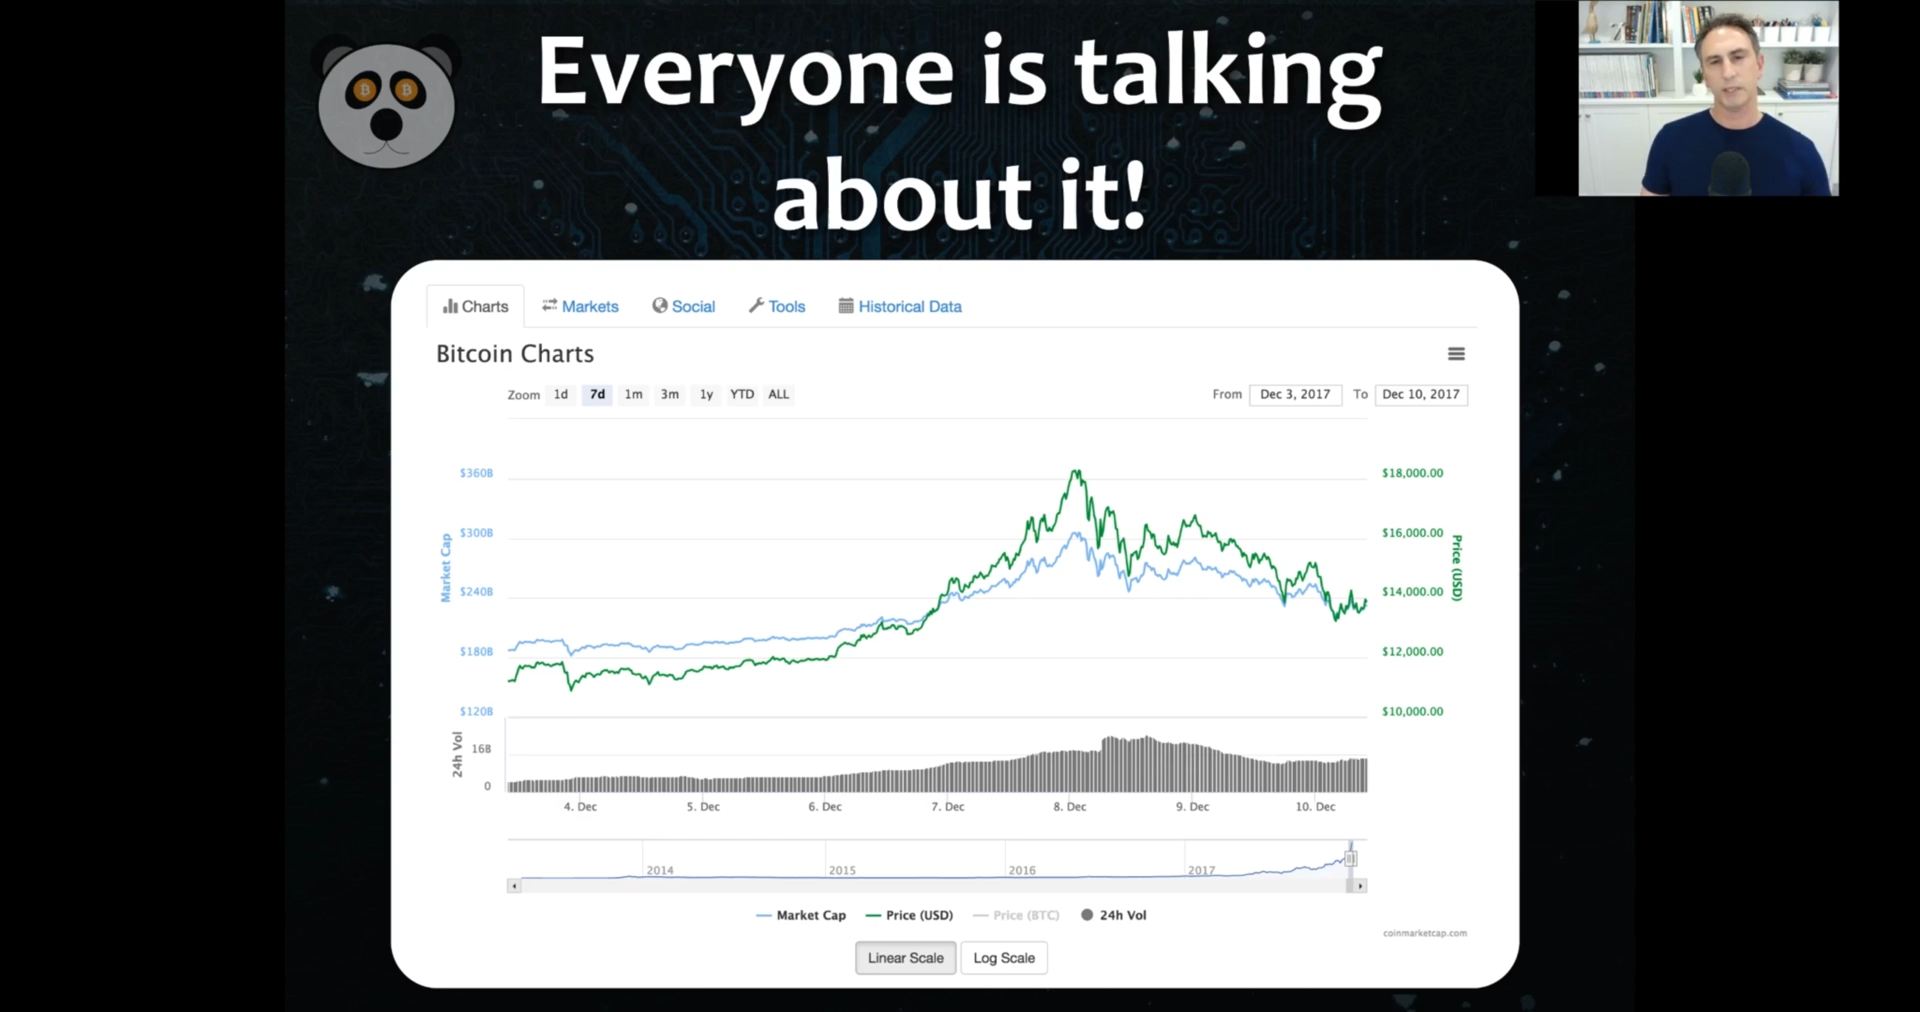 Everyone is talking
about it!
Charts Markets Social Tools Historical Data
Bitcoin Charts
Zoom 1d 7d 1m 3m 1y YTD ALL From Dec 3, 2017 To Dec 10, 2017
$360B $18,000.00
$300B $16,000.00
$240B $14,000.00
$180B $12,000.00
$120B $10,000.00
Market Cap
Price (USD)
24h Vol
16B
0
4. Dec 5. Dec 6. Dec 7. Dec 8. Dec 9. Dec 10. Dec
2014 2015 2016 2017
Market Cap Price (USD) Price (BTC) 24h Vol
coinmarketcap.com
Linear Scale Log Scale